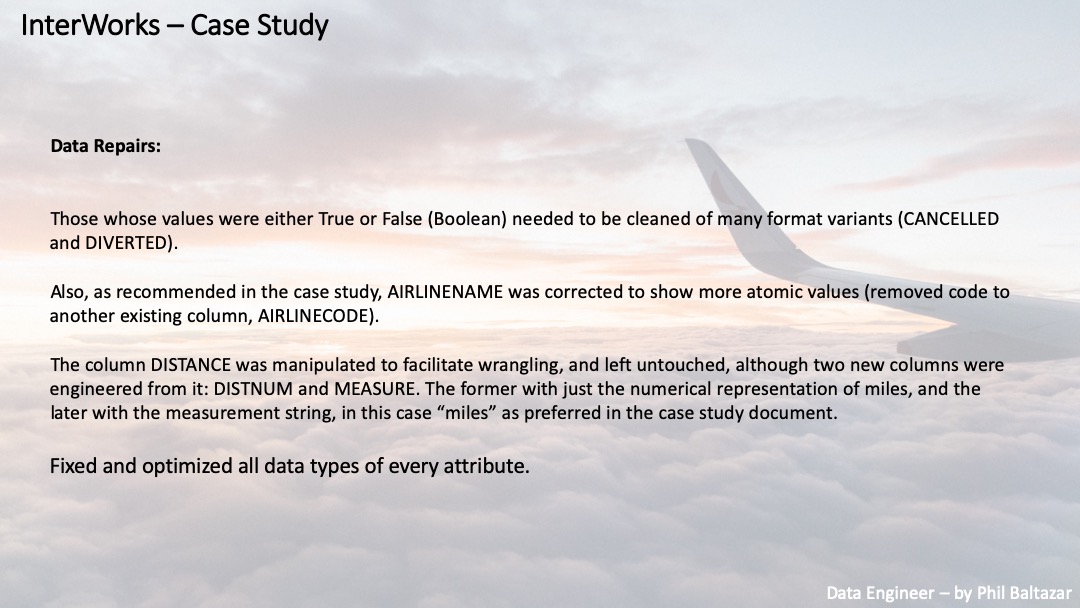 InterWorks – Case Study
Data Repairs:
Those whose values were either True or False (Boolean) needed to be cleaned of many format variants (CANCELLED
and DIVERTED).
Also, as recommended in the case study, AIRLINENAME was corrected to show more atomic values (removed code to
another existing column, AIRLINECODE).
The column DISTANCE was manipulated to facilitate wrangling, and left untouched, although two new columns were
engineered from it: DISTNUM and MEASURE. The former with just the numerical representation of miles, and the
later with the measurement string, in this case “miles” as preferred in the case study document.
Fixed and optimized all data types of every attribute.
Data Engineer – by Phil Baltazar